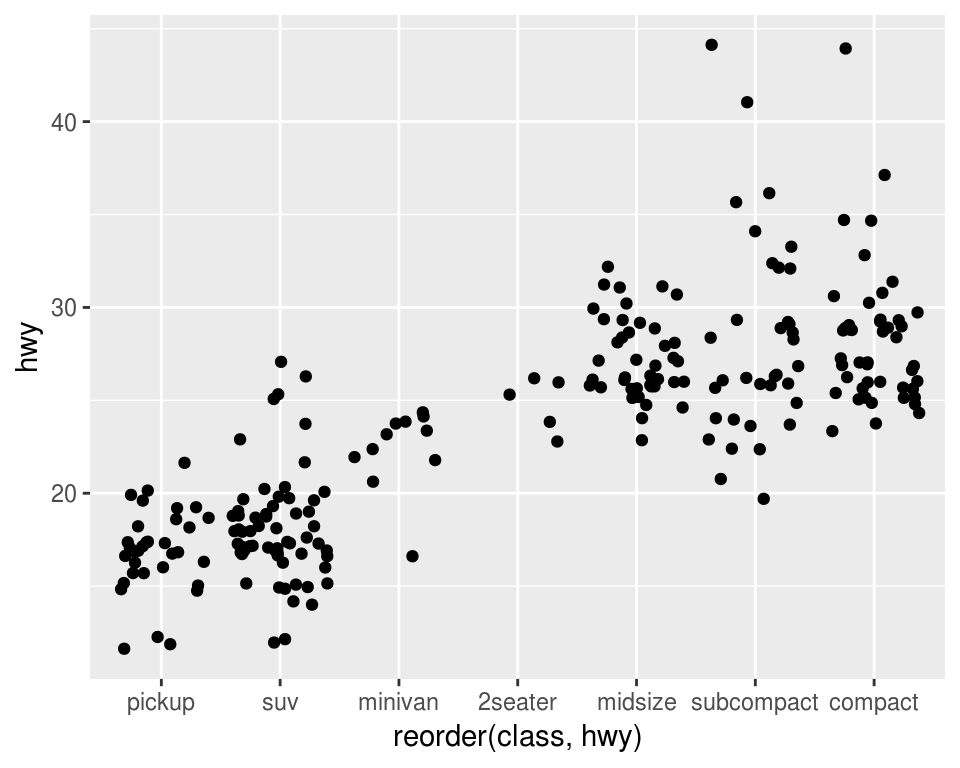 40
30
20
hwy
pickup suv minivan 2seater midsize subcompact compact
reorder(class, hwy)